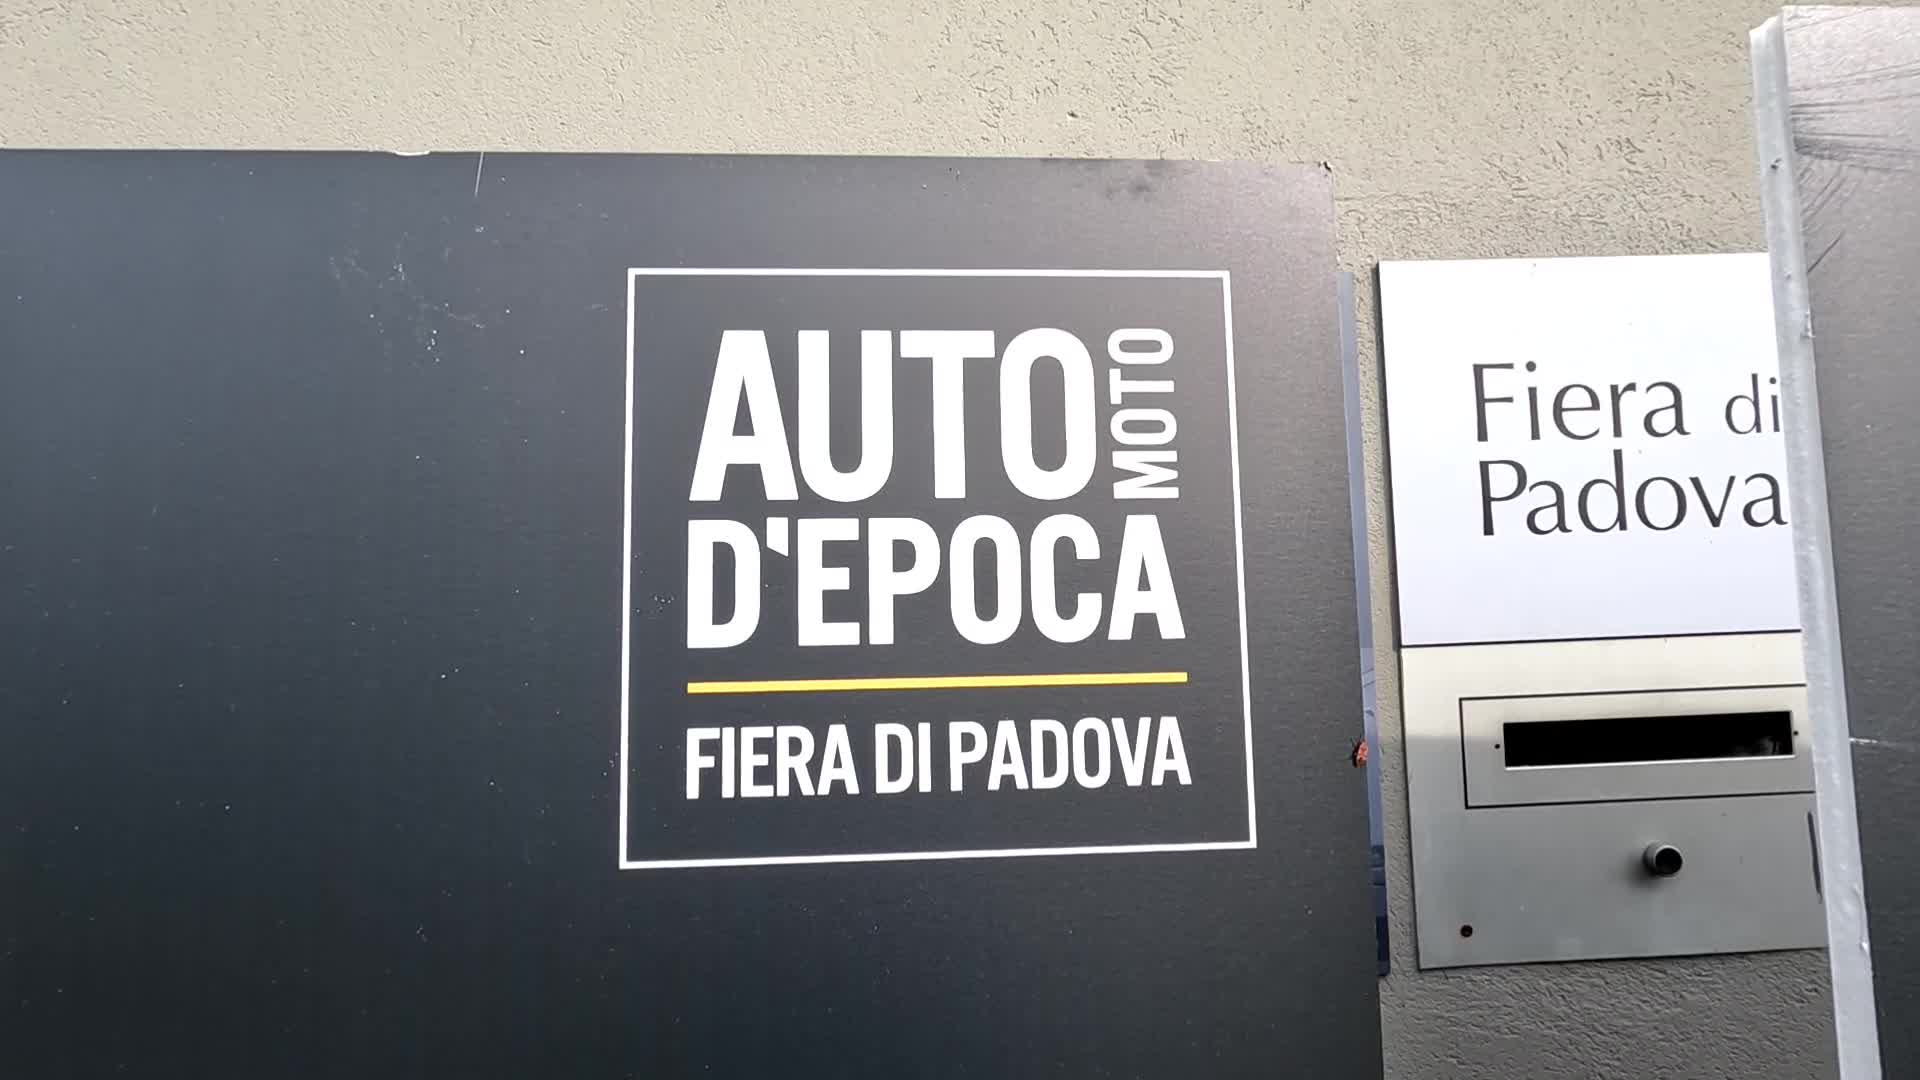 AUTO MOTO
D'EPOCA
FIERA DI PADOVA
Fiera di
Padova